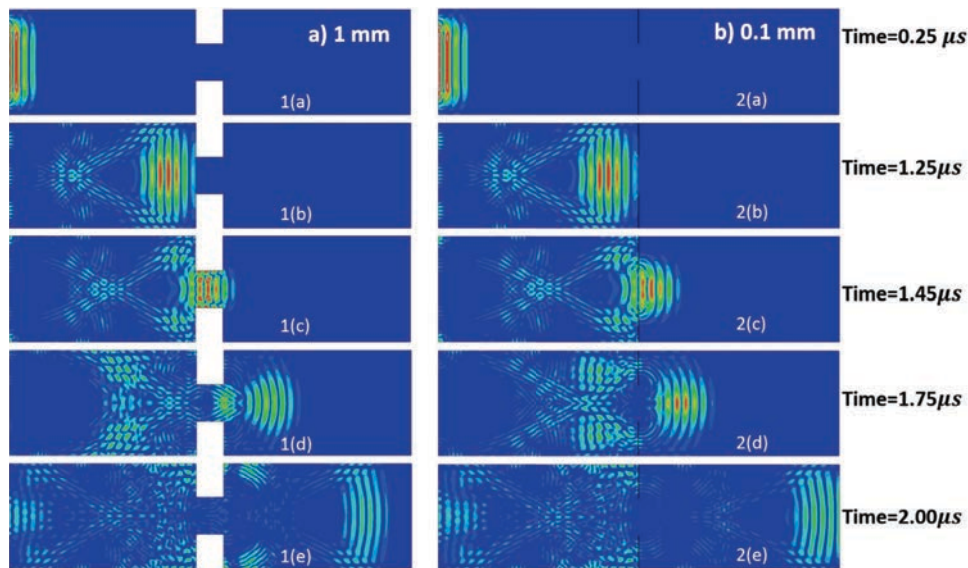 a) 1 mm
1(a)
b) 0.1 mm
2(a)
Time=0.25 μs
1(b)
2(b)
Time=1.25μs
1(c)
2(c)
Time=1.45μs
1(d)
2(d)
Time=1.75μs
1(e)
2(e)
Time=2.00μs